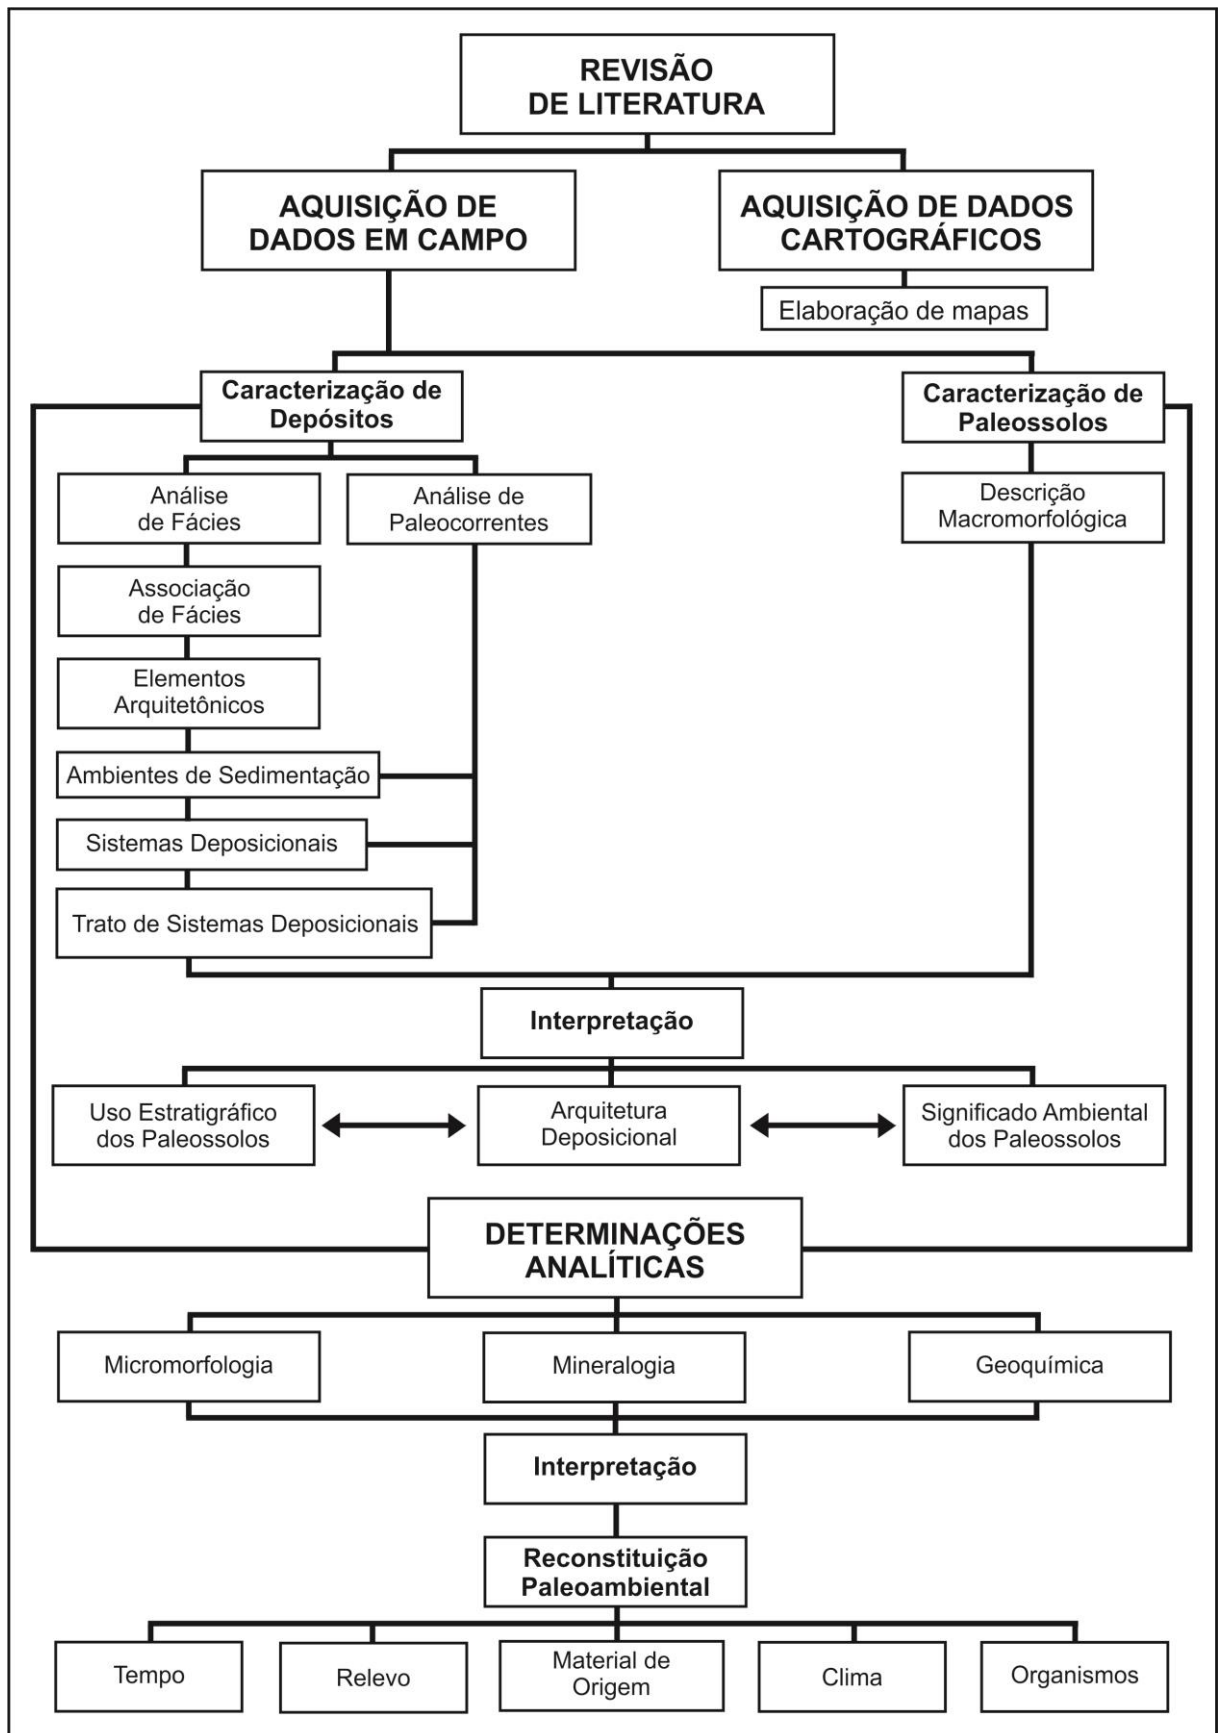 REVISÃO
DE LITERATURA
AQUISIÇÃO DE
DADOS EM CAMPO
AQUISIÇÃO DE DADOS
CARTOGRÁFICOS
Elaboração de mapas
Caracterização de
Depósitos
Caracterização de
Paleossolos
Análise
de Fácies
Análise de
Paleocorrentes
Descrição
Macromorfológica
Associação
de Fácies
Elementos
Arquitetônicos
Ambientes de Sedimentação
Sistemas Deposicionais
Trato de Sistemas Deposicionais
Interpretação
Uso Estratigráfico
dos Paleossolos
Arquitetura
Deposicional
Significado Ambiental
dos Paleossolos
DETERMINAÇÕES
ANALÍTICAS
Micromorfologia
Mineralogia
Geoquímica
Interpretação
Reconstituição
Paleoambiental
Tempo
Relevo
Material de
Origem
Clima
Organismos